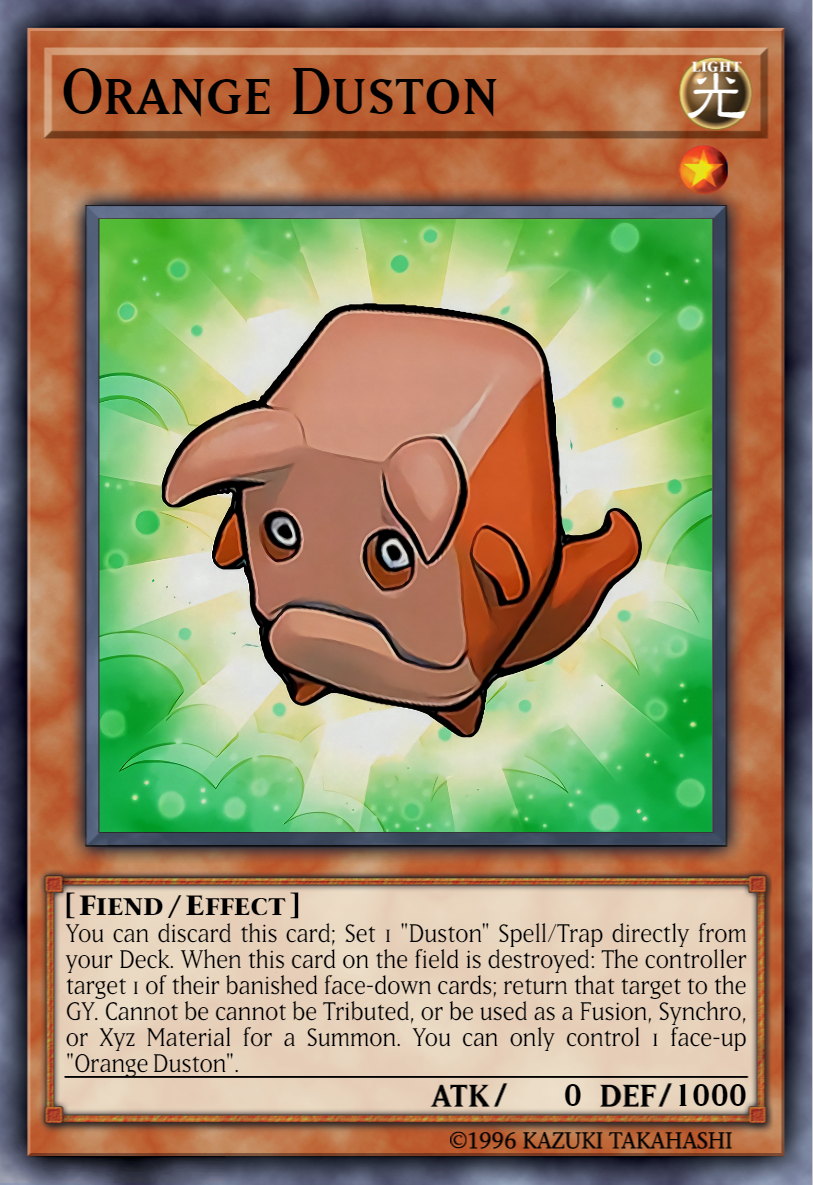 Orange Duston
LIGHT
光
[ Fiend / Effect ]
You can discard this card; Set 1 "Duston" Spell/Trap directly from
your Deck. When this card on the field is destroyed: The controller
target 1 of their banished face-down cards; return that target to the
GY. Cannot be cannot be Tributed, or be used as a Fusion, Synchro,
or Xyz Material for a Summon. You can only control 1 face-up
"Orange Duston".
ATK/ 0 DEF/1000
©1996 KAZUKI TAKAHASHI